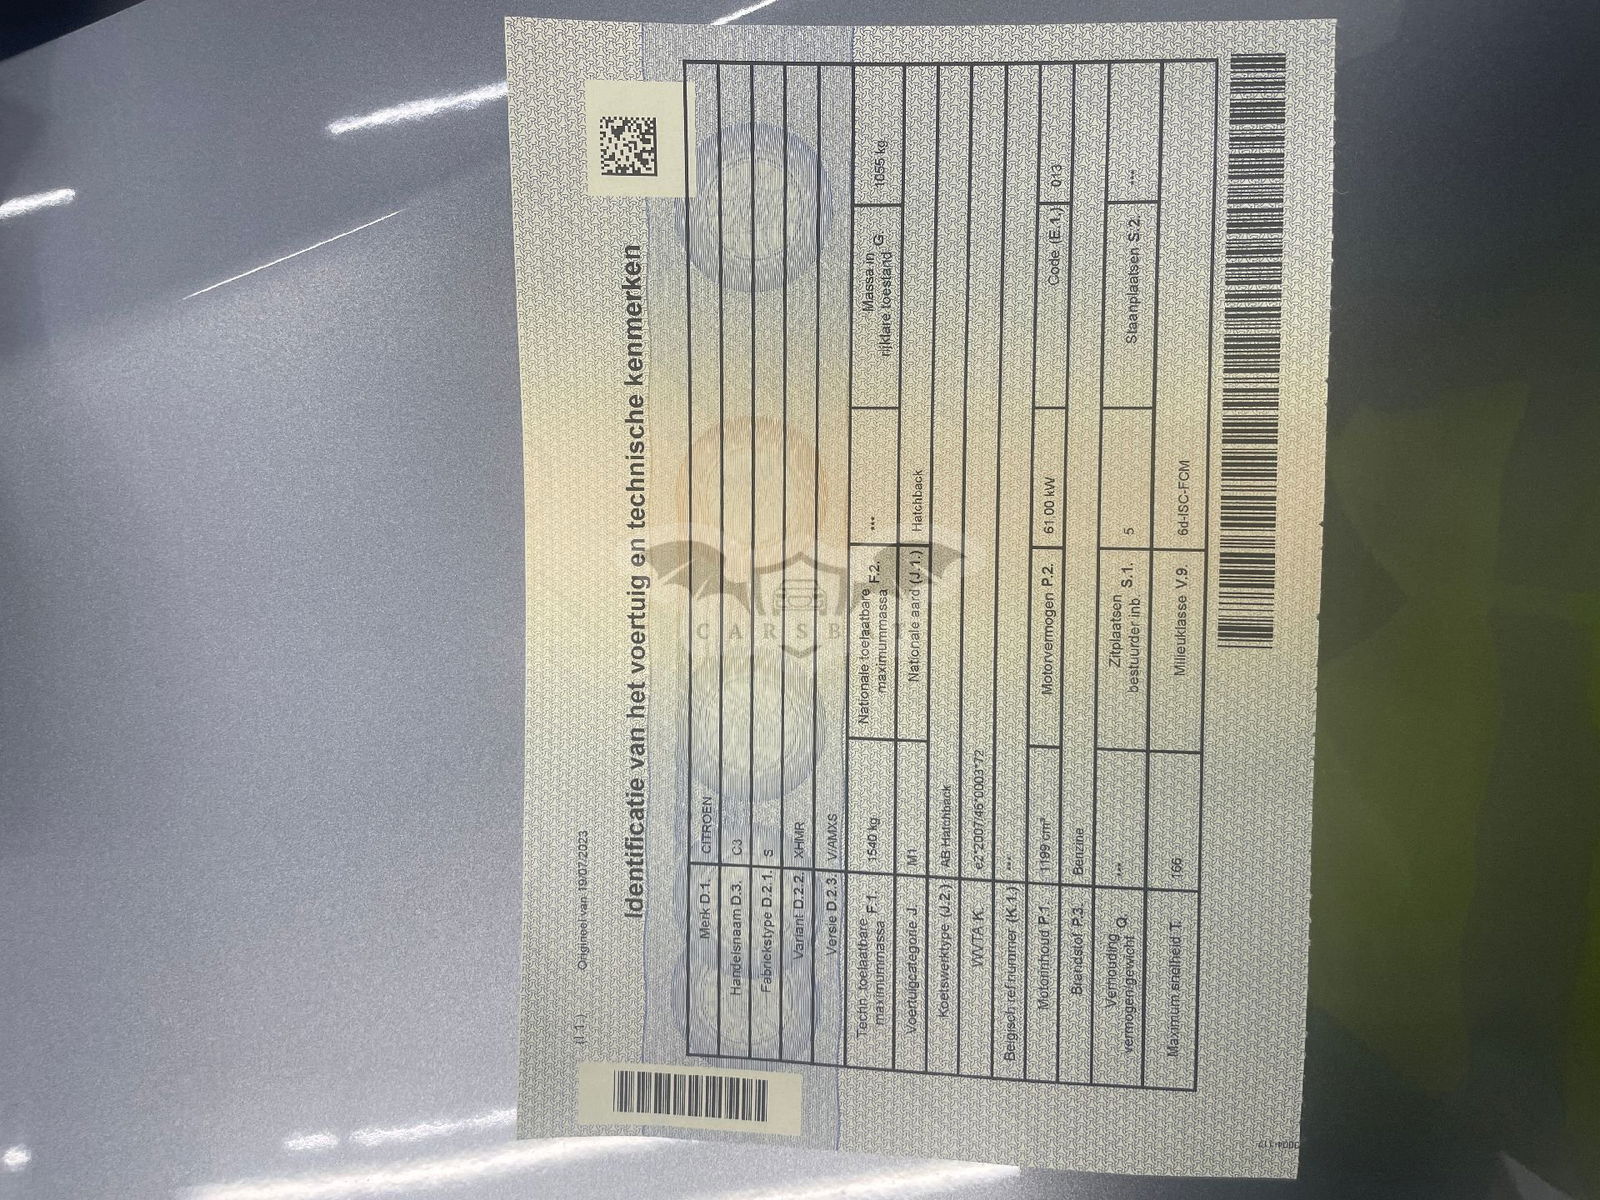 (I.1.) Origineel van 19/07/2023
Identificatie van het voertuig en technische kenmerken
Merk D.1. CITROEN
Handelsnaam D.3. C3
Fabriekstype D.2.1. S
Variant D.2.2. XHMR
Versie D.2.3. V/AMXS
Techn. toelaatbare maximummassa F.1. 1540 kg Nationale toelaatbare maximummassa F.2. *** Massa in rijklare toestand G. 1055 kg
Voertuigcategorie J. M1 Nationale aard (J.1.) Hatchback
Koetswerktype (J.2.) AB Hatchback
WVTA K. e2*2007/46*0003*72
Belgisch ref nummer (K.1.) ***
Motorinhoud P.1. 1199 cm³ Motorvermogen P.2. 61.00 kW Code (E.1.) 013
Brandstof P.3. Benzine
Verhouding vermogen/gewicht Q. *** Zitplaatsen bestuurder inb. S.1. 5 Staanplaatsen S.2. ***
Maximum snelheid T. 166 Milieuklasse V.9. 6d-ISC-FCM